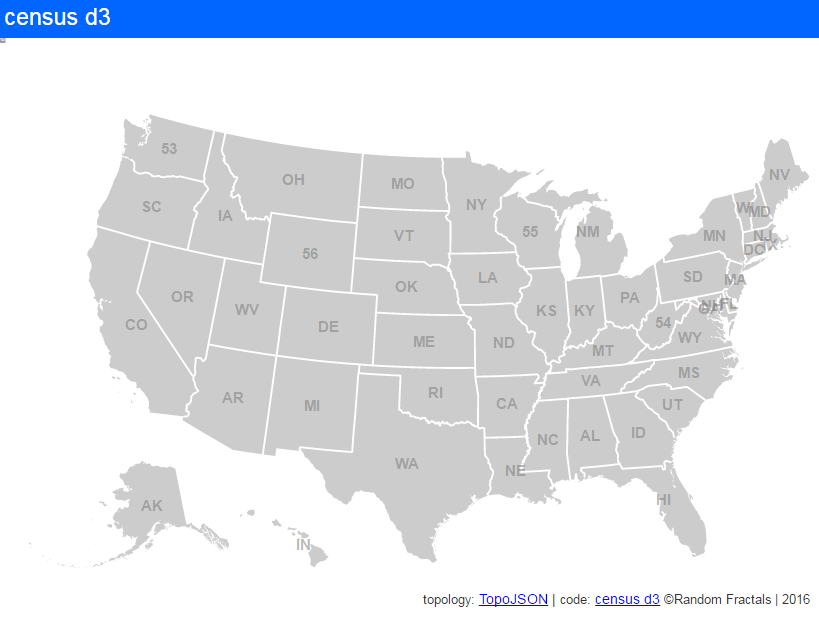 census d3
53
OH
MO
NV
SC
IA
NY
W MD
VT
55
NM
MN
NJ
DC
56
OR
WV
OK
LA
SD
MA
CO
DE
KS
KY
PA
FL
54
WY
ME
ND
MT
AR
MI
RI
CA
VA
MS
UT
WA
NC
AL
ID
NE
AK
HI
IN
topology: TopoJSON | code: census d3 ©Random Fractals | 2016